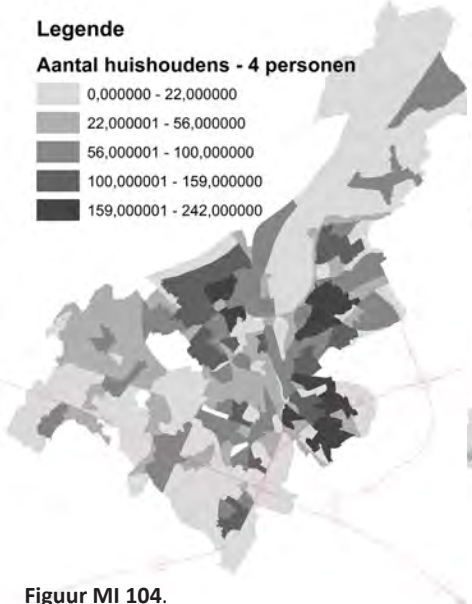 Legende
Aantal huishoudens - 4 personen
0,000000 - 22,000000
22,000001 - 56,000000
56,000001 - 100,000000
100,000001 - 159,000000
159,000001 - 242,000000
Figuur MI 104.